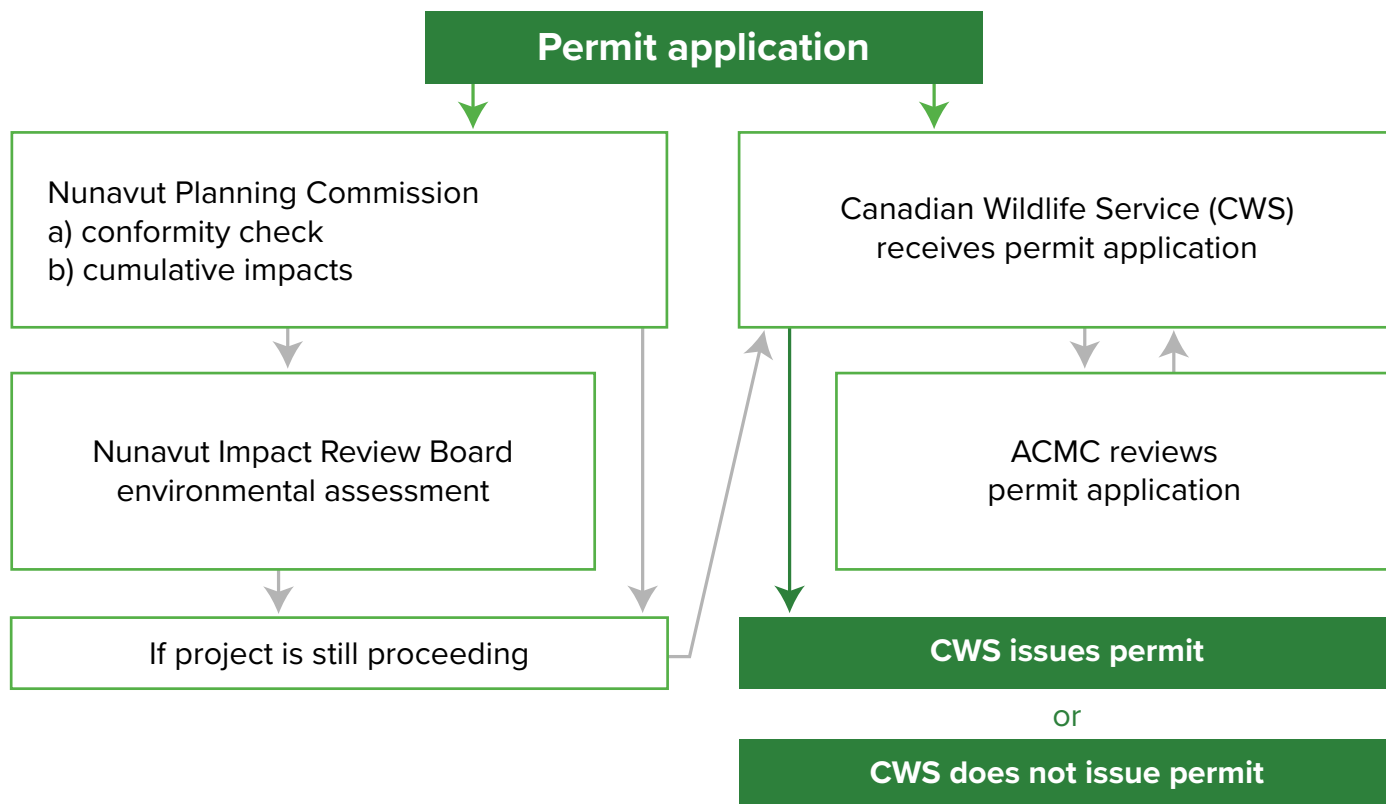 Permit application
Nunavut Planning Commission
a) conformity check
b) cumulative impacts
Canadian Wildlife Service (CWS)
receives permit application
Nunavut Impact Review Board
environmental assessment
ACMC reviews
permit application
If project is still proceeding
CWS issues permit
or
CWS does not issue permit